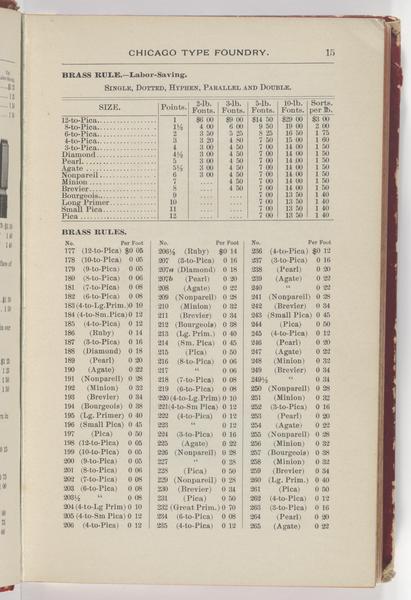 CHICAGO TYPE FOUNDRY. 15
BRASS RULE.—Labor-Saving.
SINGLE, DOTTED, HYPHEN, PARALLEL AND DOUBLE.
SIZE. Points. 2-lb. Fonts. 3-lb. Fonts. 5-lb. Fonts. 10-lb. Fonts. Sorts. per lb.
12-to-Pica 1 $6 00 $9 00 $14 50 $29 00 $3 00
8-to-Pica 1½ 4 00 6 00 9 50 19 00 2 00
6-to-Pica 2 3 50 5 25 8 25 16 50 1 75
4-to-Pica 3 3 20 4 80 7 50 15 00 1 60
3-to-Pica 4 3 00 4 50 7 00 14 00 1 50
Diamond 4½ 3 00 4 50 7 00 14 00 1 50
Pearl 5 3 00 4 50 7 00 14 00 1 50
Agate 5½ 3 00 4 50 7 00 14 00 1 50
Nonpareil 6 3 00 4 50 7 00 14 00 1 50
Minion 7 .... 4 50 7 00 14 00 1 50
Brevier 8 .... 4 50 7 00 14 00 1 50
Bourgeois 9 .... .... 7 00 13 50 1 40
Long Primer 10 .... .... 7 00 13 50 1 40
Small Pica 11 .... .... 7 00 13 50 1 40
Pica 12 .... .... 7 00 13 50 1 40
BRASS RULES.
No. Per Foot
177 (12-to-Pica) $0 05
178 (10-to-Pica) 0 05
179 (9-to-Pica) 0 05
180 (8-to-Pica) 0 06
181 (7-to-Pica) 0 08
182 (6-to-Pica) 0 08
183 (4-to-Lg.Prim.) 0 10
184 (4-to-Sm.Pica) 0 12
185 (4-to-Pica) 0 12
186 (Ruby) 0 14
187 (3-to-Pica) 0 16
188 (Diamond) 0 18
189 (Pearl) 0 20
190 (Agate) 0 22
191 (Nonpareil) 0 28
192 (Minion) 0 32
193 (Brevier) 0 34
194 (Bourgeois) 0 38
195 (Lg. Primer) 0 40
196 (Small Pica) 0 45
197 (Pica) 0 50
198 (12-to-Pica) 0 05
199 (10-to-Pica) 0 05
200 (9-to-Pica) 0 05
201 (8-to-Pica) 0 06
202 (7-to-Pica) 0 08
203 (6-to-Pica) 0 08
203½ “ 0 08
204 (4-to-Lg Prim) 0 10
205 (4-to-Sm Pica) 0 12
206 (4-to-Pica) 0 12
No. Per Foot
206½ (Ruby) $0 14
207 (3-to-Pica) 0 16
207a (Diamond) 0 18
207b (Pearl) 0 20
208 (Agate) 0 22
209 (Nonpareil) 0 28
210 (Minion) 0 32
211 (Brevier) 0 34
212 (Bourgeois) 0 38
213 (Lg. Prim.) 0 40
214 (Sm. Pica) 0 45
215 (Pica) 0 50
216 (8-to-Pica) 0 06
217 “ 0 06
218 (7-to-Pica) 0 08
219 (6-to-Pica) 0 08
220 (4-to-Lg.Prim) 0 10
221 (4-to-Sm Pica) 0 12
222 (4-to-Pica) 0 12
223 “ 0 12
224 (3-to-Pica) 0 16
225 (Agate) 0 22
226 (Nonpareil) 0 28
227 “ 0 28
228 (Pica) 0 50
229 (Nonpareil) 0 28
230 (Brevier) 0 34
231 (Pica) 0 50
232 (Great Prim.) 0 70
234 (6-to-Pica) 0 08
235 (4-to-Pica) 0 12
No. Per Foot
236 (4-to-Pica) $0 12
237 (3-to-Pica) 0 16
238 (Pearl) 0 20
239 (Agate) 0 22
240 “ 0 22
241 (Nonpareil) 0 28
242 (Brevier) 0 34
243 (Small Pica) 0 45
244 (Pica) 0 50
245 (4-to-Pica) 0 12
246 (Pearl) 0 20
247 (Agate) 0 22
248 (Minion) 0 32
249 (Brevier) 0 34
249½ “ 0 34
250 (Nonpareil) 0 28
251 (Minion) 0 32
252 (3-to-Pica) 0 16
253 (Pearl) 0 20
254 (Agate) 0 22
255 (Nonpareil) 0 28
256 (Minion) 0 32
257 (Bourgeois) 0 38
258 (Minion) 0 32
259 (Brevier) 0 34
260 (Lg. Prim.) 0 40
261 (Pica) 0 50
262 (4-to-Pica) 0 12
263 (3-to-Pica) 0 16
264 (Pearl) 0 20
265 (Agate) 0 22